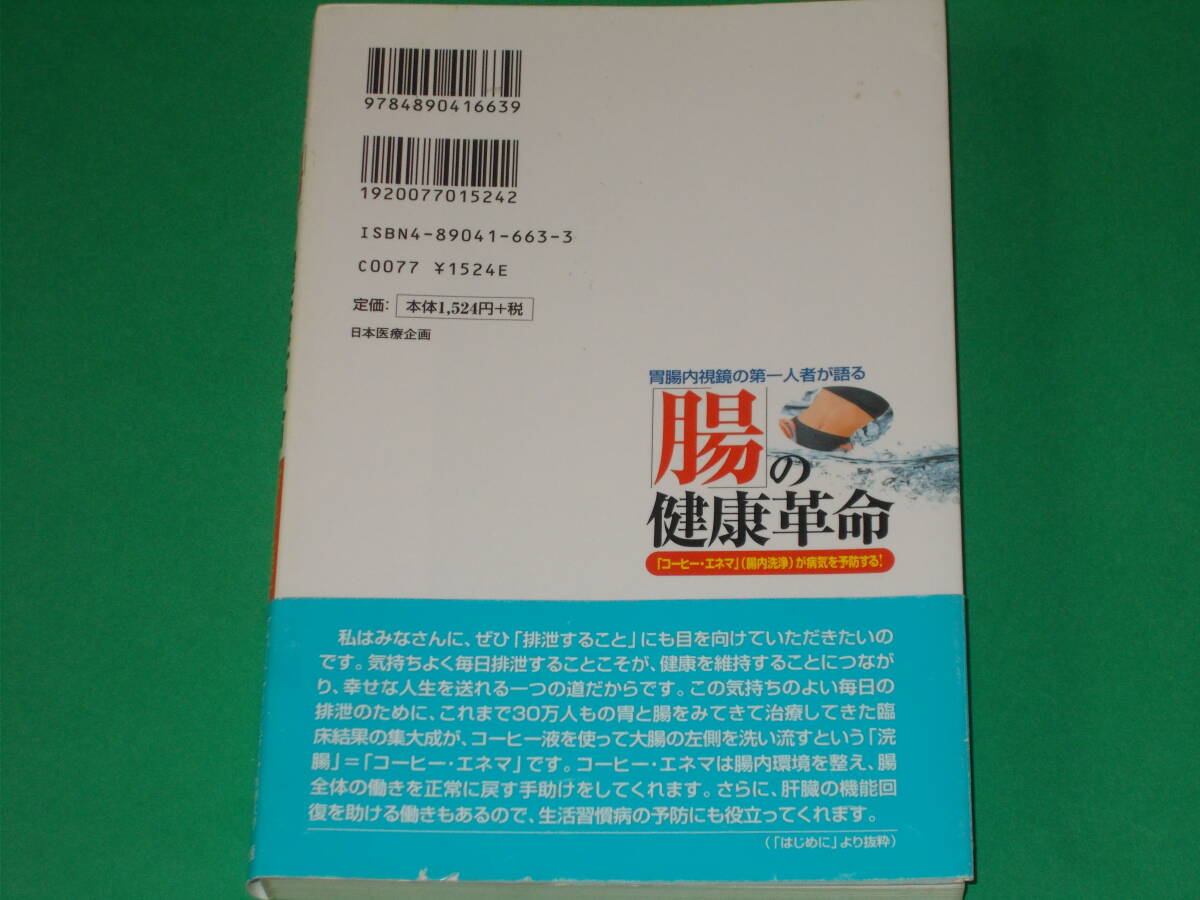 9784890416639
1920077015242
ISBN4-89041-663-3
C0077 ¥1524E
定価： 本体1,524円+税
日本医療企画
胃腸内視鏡の第一人者が語る
「腸」の
健康革命
「コーヒー・エネマ」（腸内洗浄）が病気を予防する！
私はみなさんに、ぜひ「排泄すること」にも目を向けていただきたいの
です。気持ちよく毎日排泄することこそが、健康を維持することにつなが
り、幸せな人生を送れる一つの道だからです。この気持ちのよい毎日の
排泄のために、これまで30万人もの胃と腸をみてきて治療してきた臨
床結果の集大成が、コーヒー液を使って大腸の左側を洗い流すという「浣
腸」＝「コーヒー・エネマ」です。コーヒー・エネマは腸内環境を整え、腸
全体の働きを正常に戻す手助けをしてくれます。さらに、肝臓の機能回
復を助ける働きもあるので、生活習慣病の予防にも役立ってくれます。
（「はじめに」より抜粋）